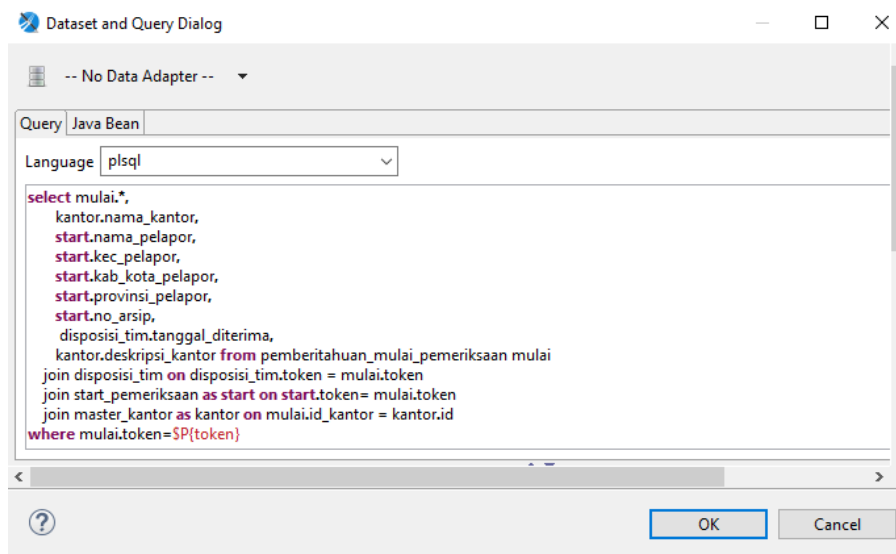 Dataset and Query Dialog
-- No Data Adapter --
Query Java Bean
Language plsql
select mulai.*,
kantor.nama_kantor,
start.nama_pelapor,
start.kec_pelapor,
start.kab_kota_pelapor,
start.provinsi_pelapor,
start.no_arsip,
disposisi_tim.tanggal_diterima,
kantor.deskripsi_kantor from pemberitahuan_mulai_pemeriksaan mulai
join disposisi_tim on disposisi_tim.token = mulai.token
join start_pemeriksaan as start on start.token= mulai.token
join master_kantor as kantor on mulai.id_kantor = kantor.id
where mulai.token=$P{token}
?
OK Cancel